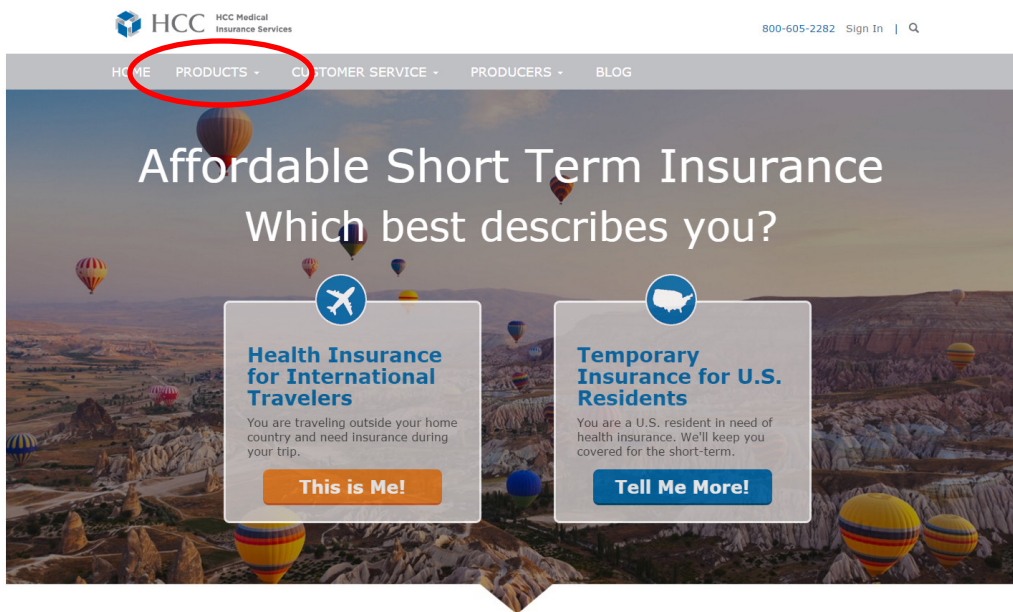 HCC HCC Medical
Insurance Services
800-605-2282 Sign In |
HOME PRODUCTS CUSTOMER SERVICE PRODUCERS BLOG
Affordable Short Term Insurance
Which best describes you?
Health Insurance
for International
Travelers
You are traveling outside your home
country and need insurance during
your trip.
This is Me!
Temporary
Insurance for U.S.
Residents
You are a U.S. resident in need of
health insurance. We'll keep you
covered for the short-term.
Tell Me More!